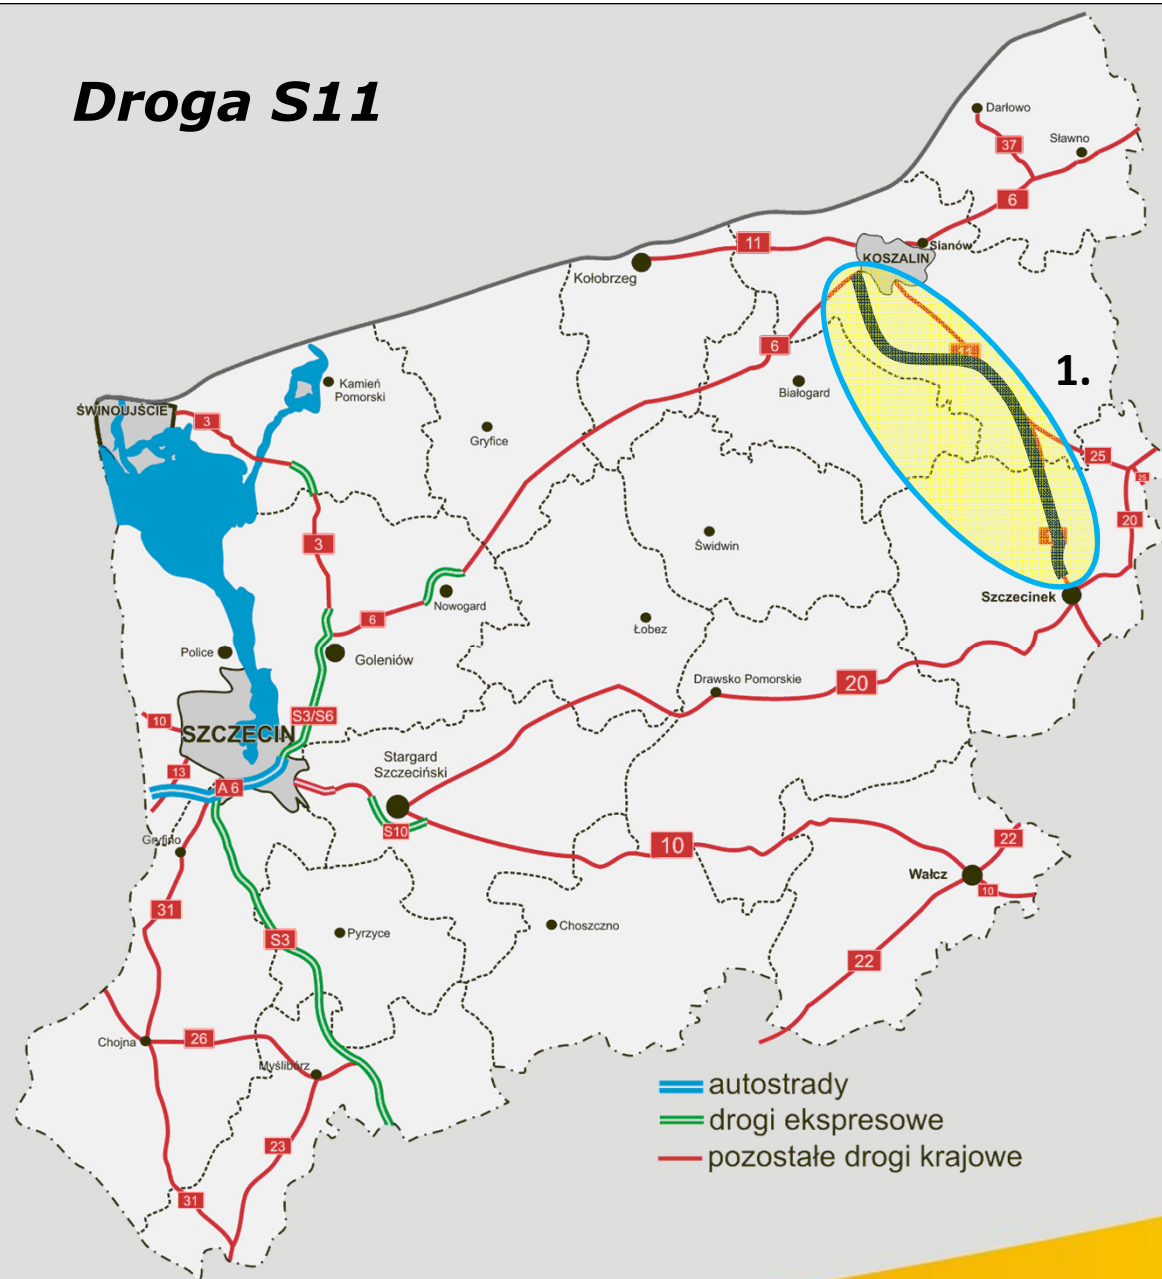 Droga S11
Darłowo
37
Sławno
6
11
Sianów
KOSZALIN
Kołobrzeg
6
11
1.
Kamień
Pomorski
Białogard
ŚWINOUJŚCIE
3
Gryfice
25
25
20
3
Świdwin
Szczecinek
Nowogard
6
Łobez
Police
Goleniów
Drawsko Pomorskie
20
S3/S6
10
SZCZECIN
Stargard
Szczeciński
13
A 6
S10
Gryfino
10
22
Wałcz
10
31
Choszczno
Pyrzyce
S3
22
Chojna
26
Myślibórz
autostrady
drogi ekspresowe
23
pozostałe drogi krajowe
31